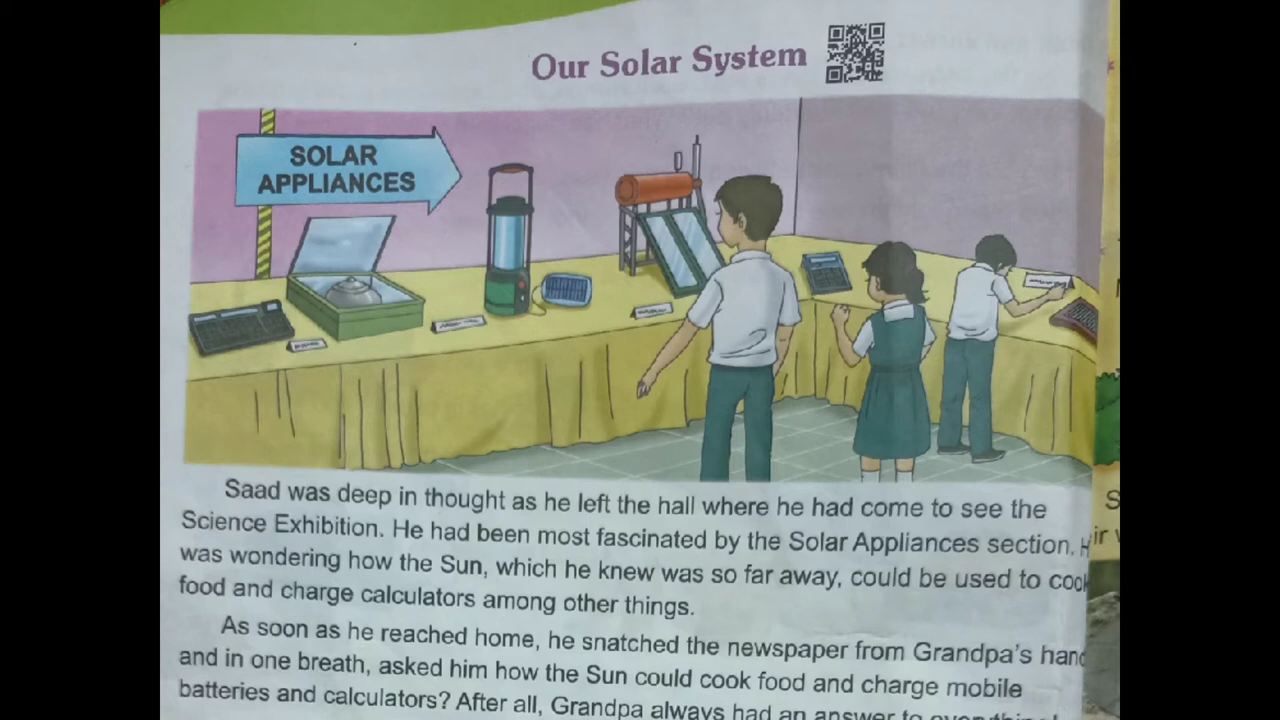 Our Solar System
SOLAR
APPLIANCES
Saad was deep in thought as he left the hall where he had come to see the
Science Exhibition. He had been most fascinated by the Solar Appliances section. H
was wondering how the Sun, which he knew was so far away, could be used to cook
food and charge calculators among other things.
As soon as he reached home, he snatched the newspaper from Grandpa's hand
and in one breath, asked him how the Sun could cook food and charge mobile
batteries and calculators? After all, Grandpa always had an answer to